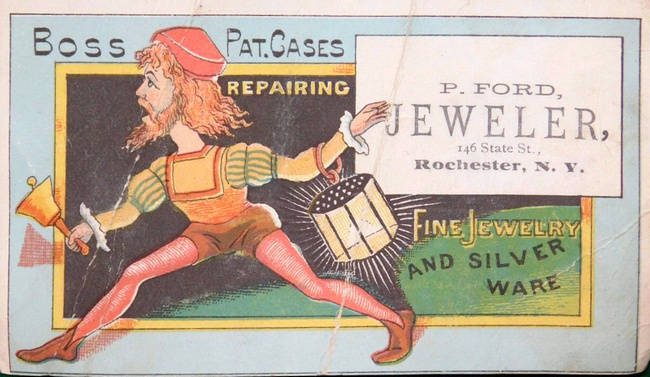 BOSS PAT. CASES
REPAIRING
P. FORD,
JEWELER,
146 State St.,
Rochester, N. Y.
FINE JEWELRY
AND SILVER
WARE